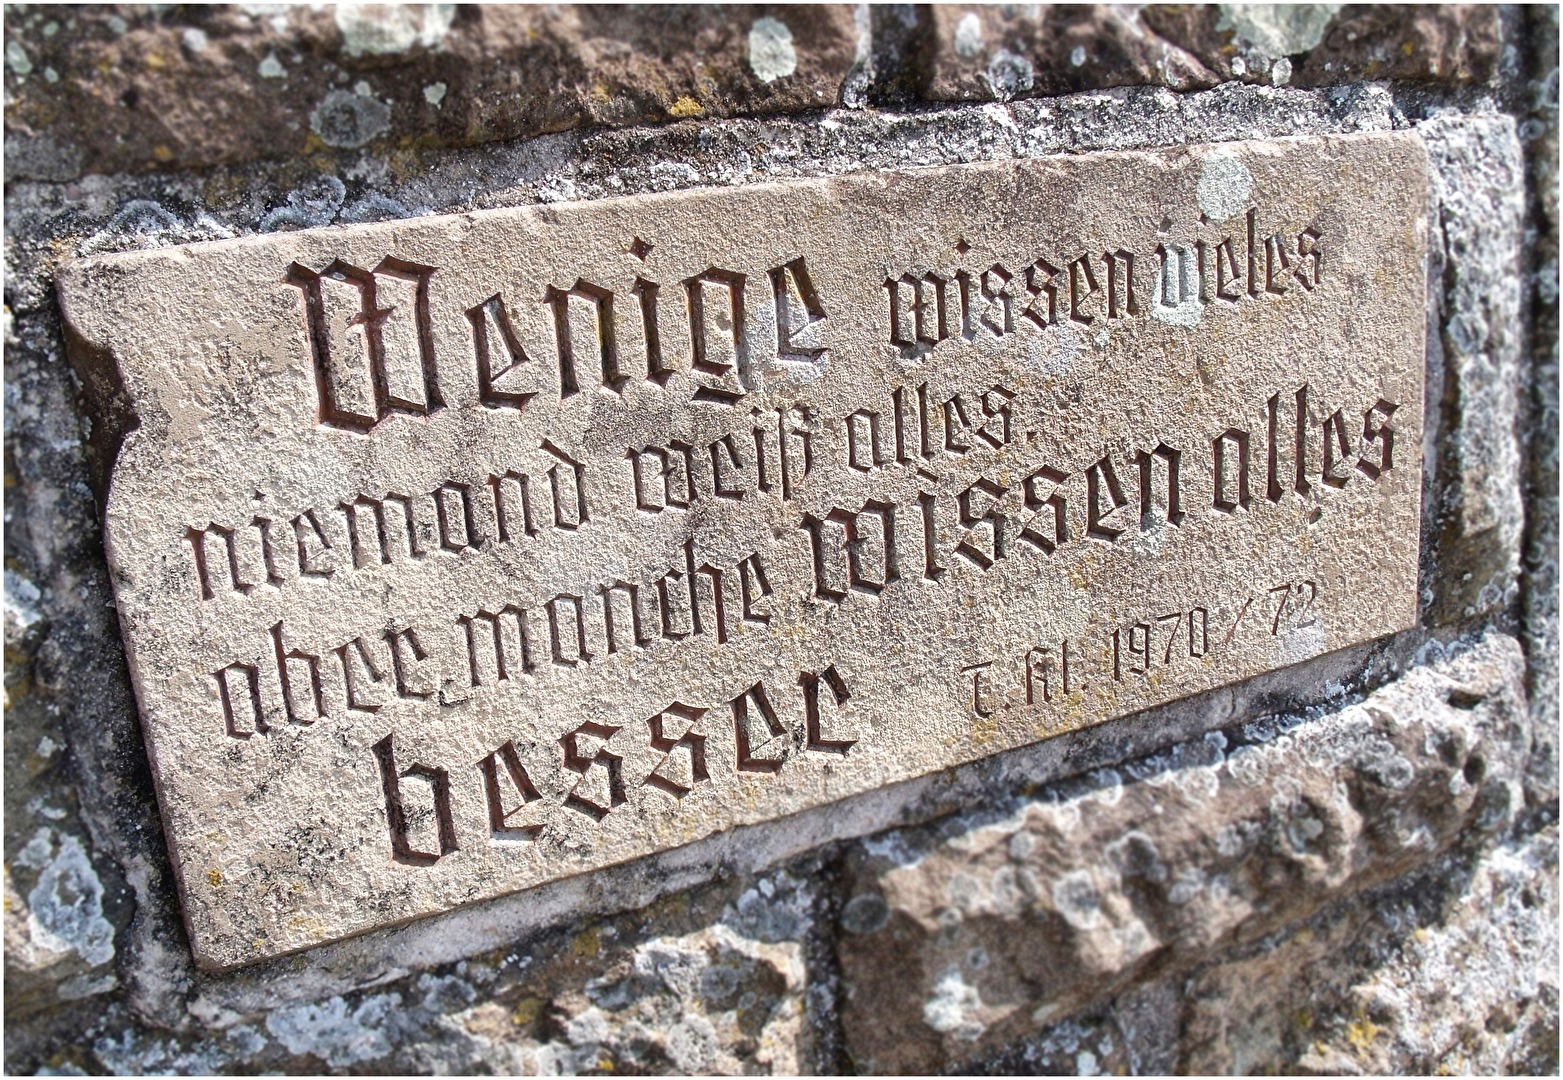 Wenige wissen vieles
niemand weiß alles.
aber manche wissen alles
besser
T. Kl. 1970/72